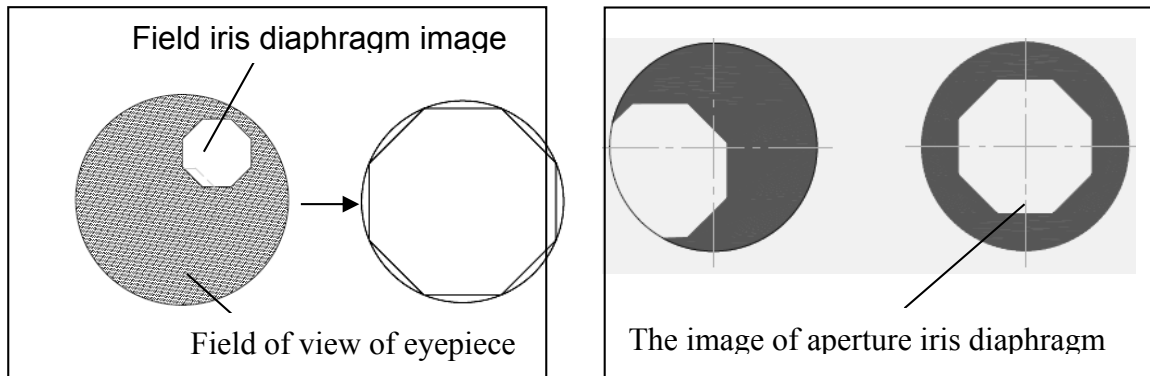 Field iris diaphragm image
Field of view of eyepiece
The image of aperture iris diaphragm